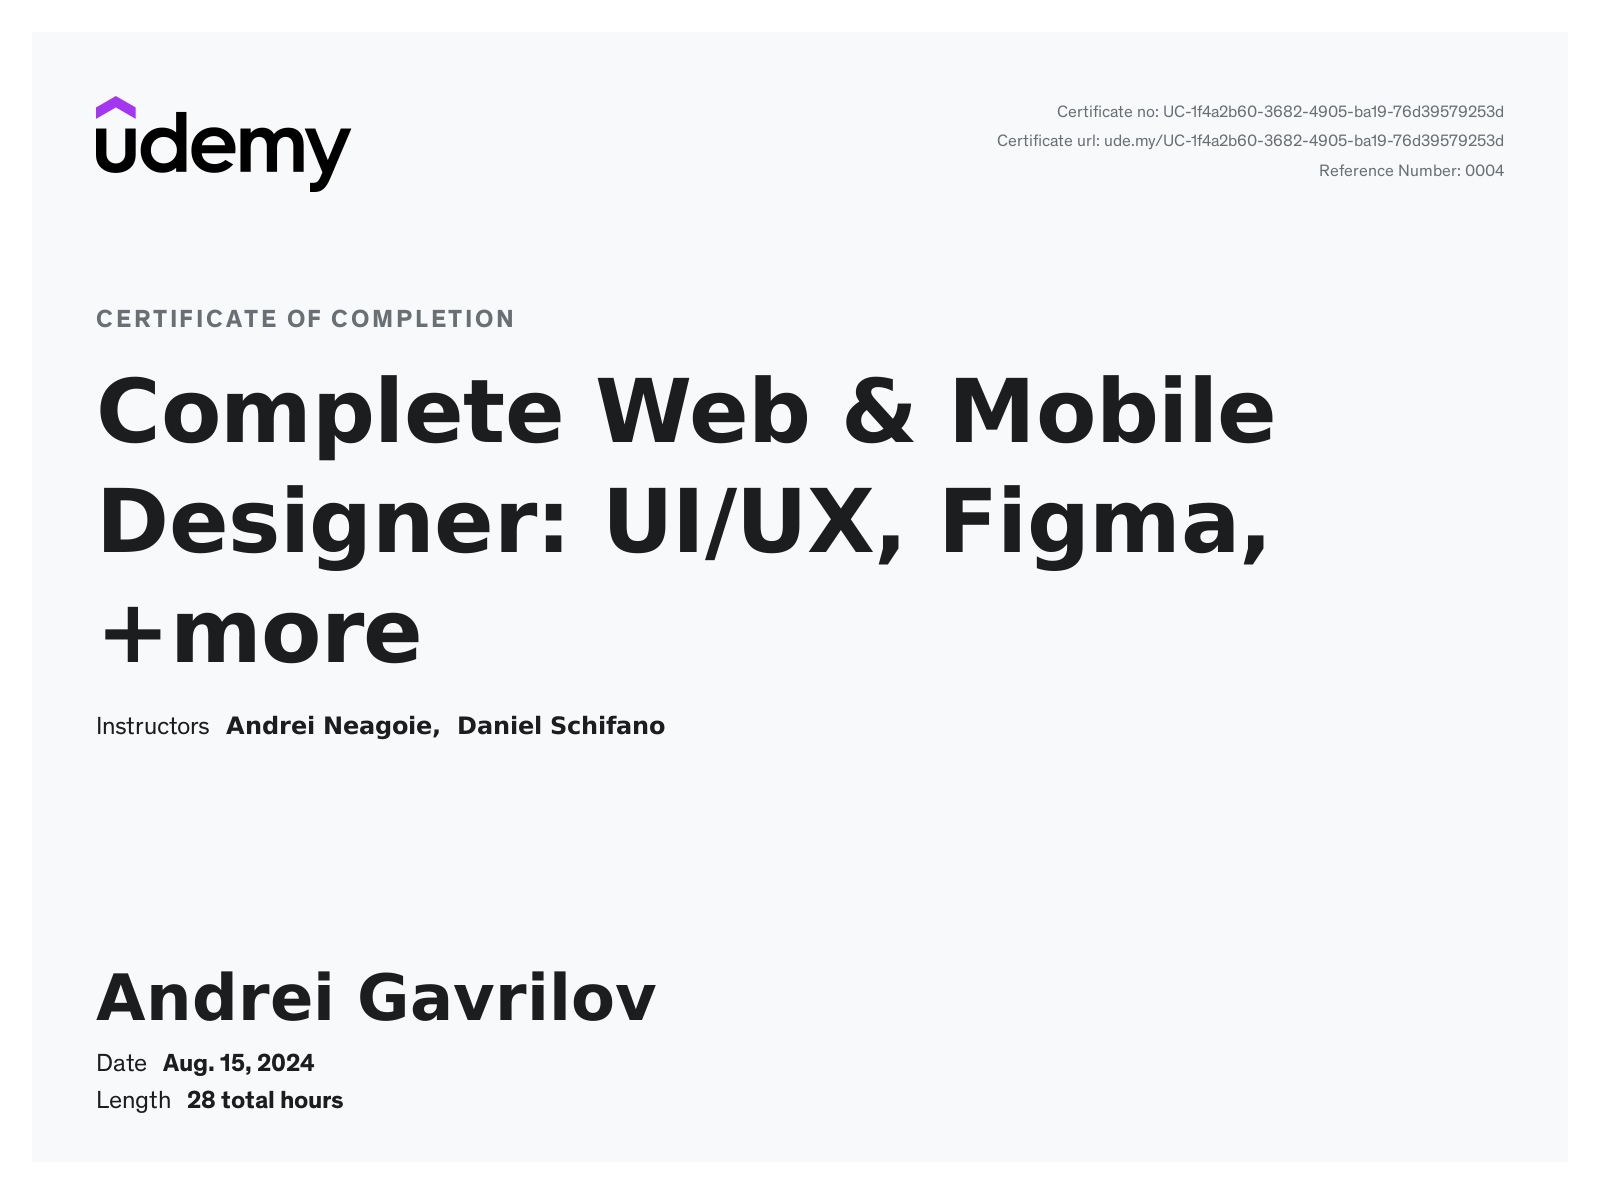 udemy
Certificate no: UC-1f4a2b60-3682-4905-ba19-76d39579253d
Certificate url: ude.my/UC-1f4a2b60-3682-4905-ba19-76d39579253d
Reference Number: 0004
CERTIFICATE OF COMPLETION
Complete Web & Mobile
Designer: UI/UX, Figma,
+more
Instructors Andrei Neagoie, Daniel Schifano
Andrei Gavrilov
Date Aug. 15, 2024
Length 28 total hours